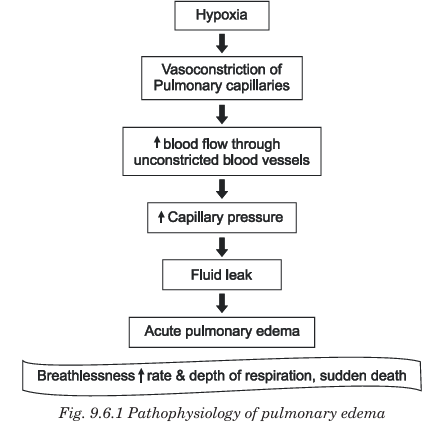 Hypoxia
Vasoconstriction of
Pulmonary capillaries
↑ blood flow through
unconstricted blood vessels
↑ Capillary pressure
Fluid leak
Acute pulmonary edema
Breathlessness ↑ rate & depth of respiration, sudden death
Fig. 9.6.1 Pathophysiology of pulmonary edema